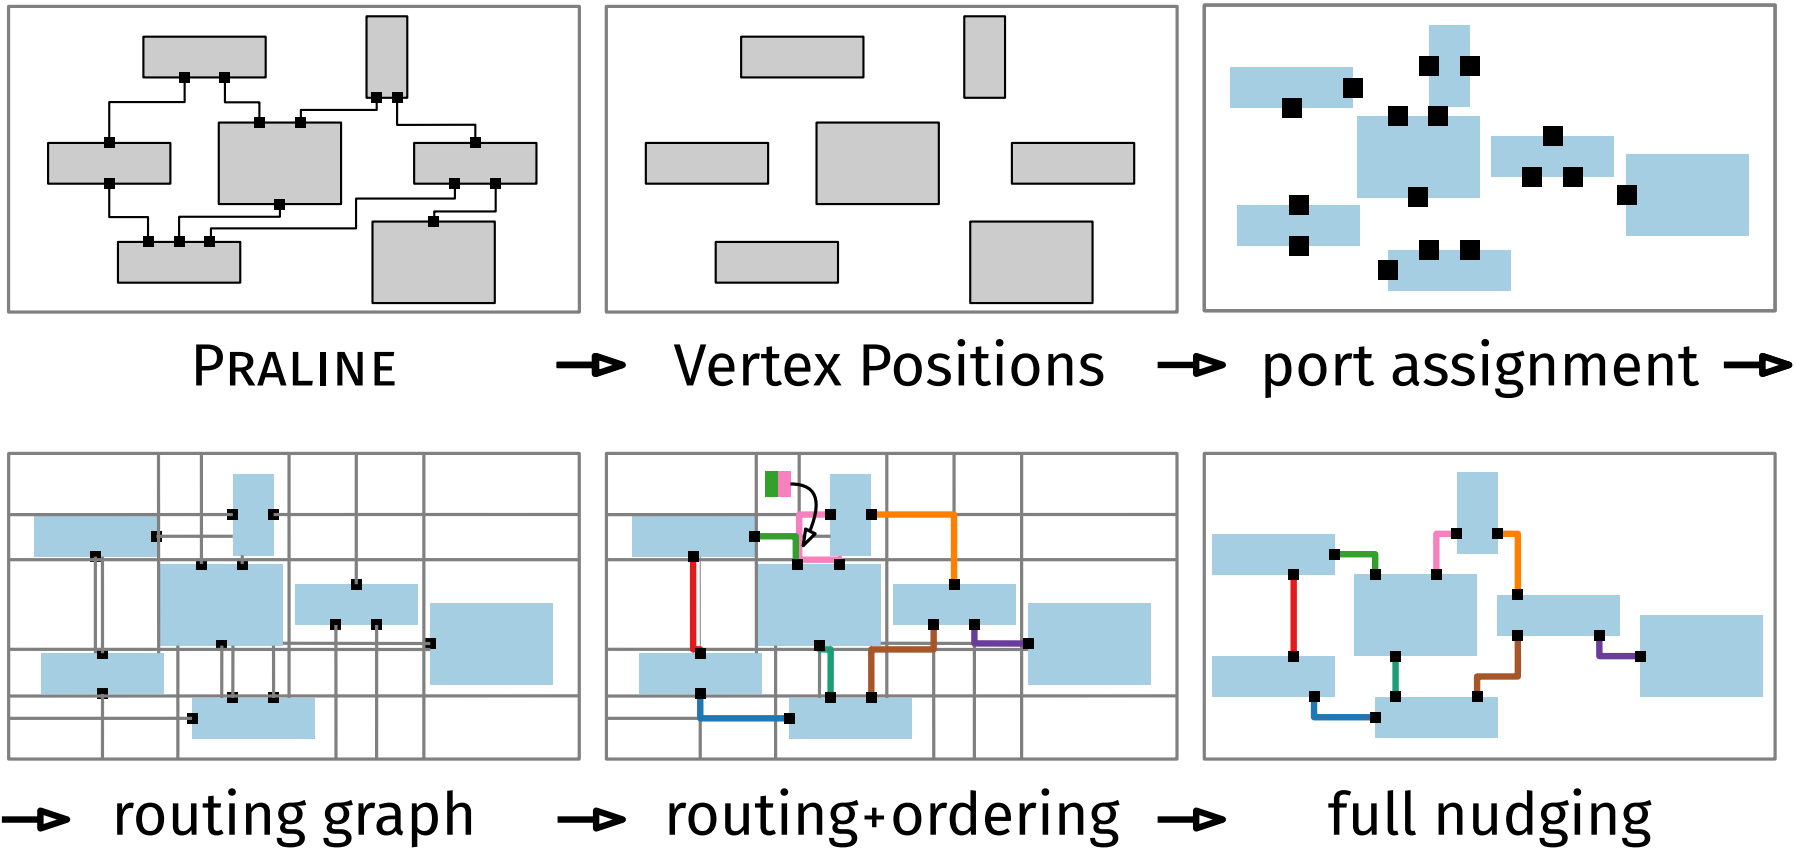 PRALINE
Vertex Positions
port assignment
routing graph
routing+ordering
full nudging